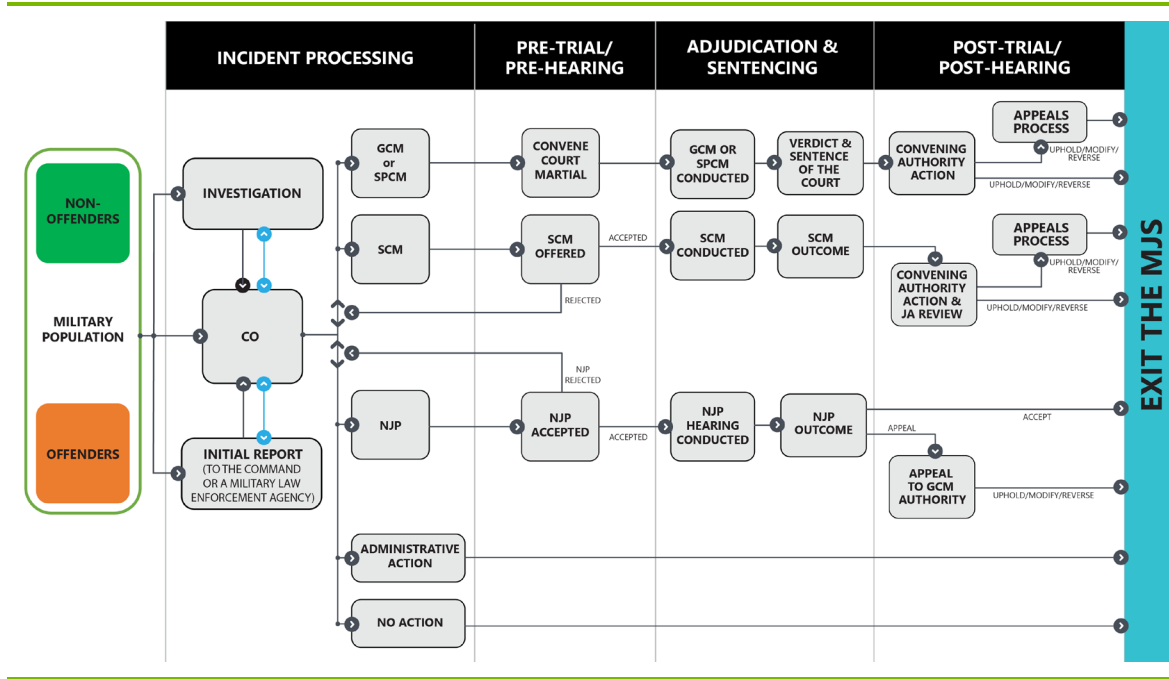 INCIDENT PROCESSING
PRE-TRIAL/
PRE-HEARING
ADJUDICATION &
SENTENCING
POST-TRIAL/
POST-HEARING
NON-
OFFENDERS
MILITARY
POPULATION
OFFENDERS
INVESTIGATION
CO
INITIAL REPORT
(TO THE COMMAND
OR A MILITARY LAW
ENFORCEMENT AGENCY)
GCM
or
SPCM
CONVENE
COURT
MARTIAL
GCM OR
SPCM
CONDUCTED
VERDICT &
SENTENCE
OF THE
COURT
CONVENING
AUTHORITY
ACTION
APPEALS
PROCESS
UPHOLD/MODIFY/
REVERSE
UPHOLD/MODIFY/REVERSE
SCM
SCM
OFFERED
ACCEPTED
REJECTED
SCM
CONDUCTED
SCM
OUTCOME
CONVENING
AUTHORITY
ACTION &
JA REVIEW
APPEALS
PROCESS
UPHOLD/MODIFY/
REVERSE
UPHOLD/MODIFY/REVERSE
NJP
NJP
REJECTED
NJP
ACCEPTED
ACCEPTED
NJP
HEARING
CONDUCTED
NJP
OUTCOME
ACCEPT
APPEAL
APPEAL
TO GCM
AUTHORITY
UPHOLD/MODIFY/REVERSE
ADMINISTRATIVE
ACTION
NO ACTION
EXIT THE MJS